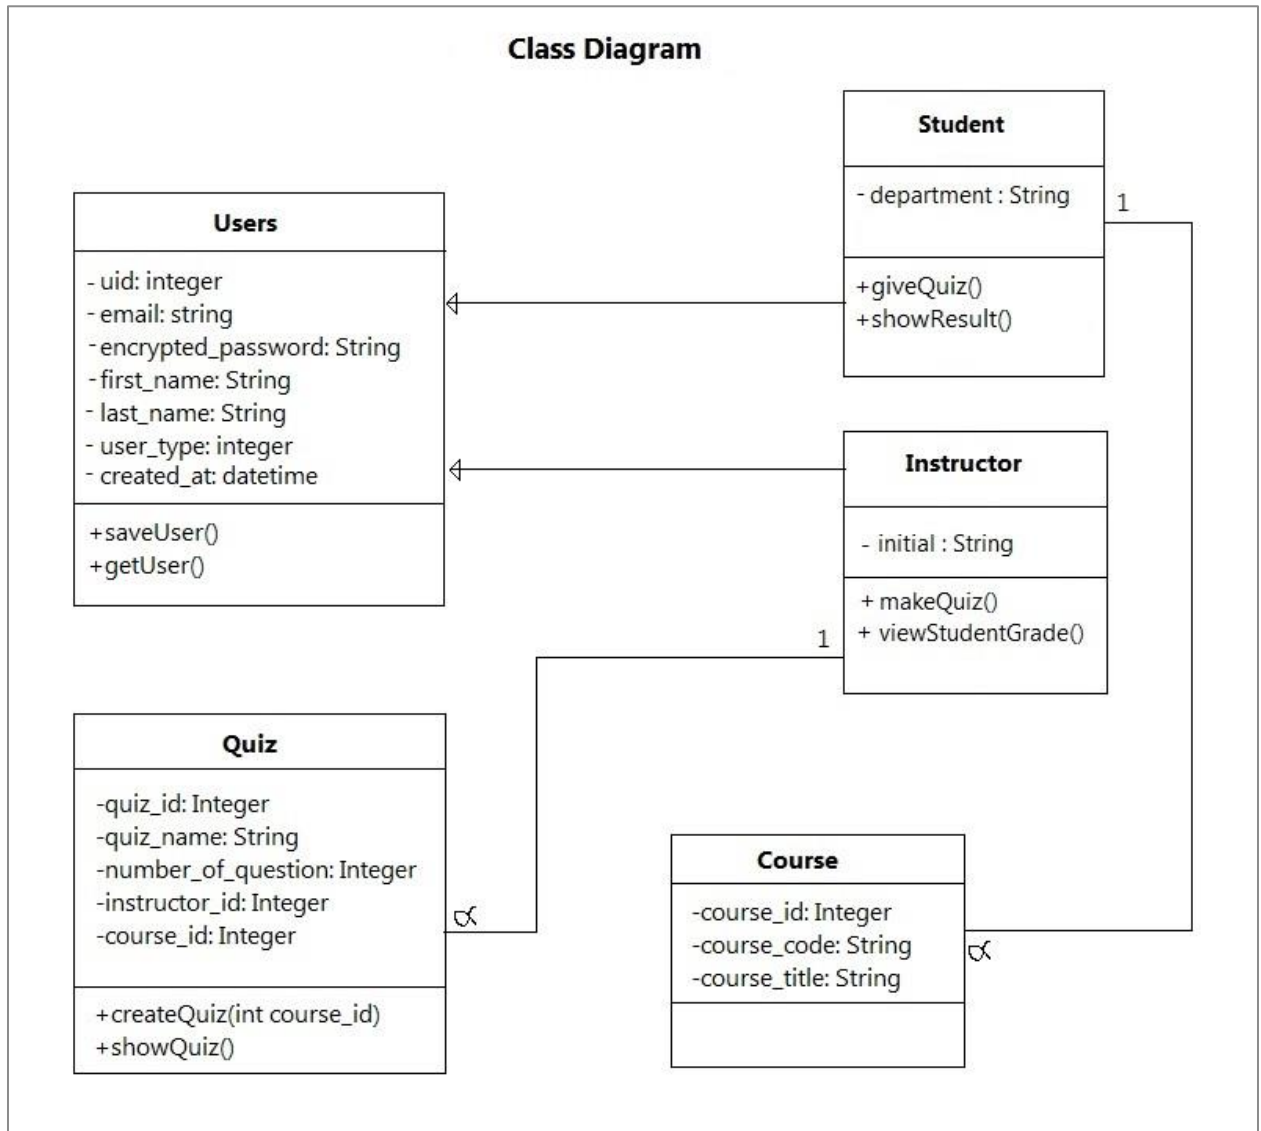 Class Diagram
Student
- department : String
1
+giveQuiz()
+showResult()
Users
- uid: integer
- email: string
- encrypted_password: String
- first_name: String
- last_name: String
- user_type: integer
- created_at: datetime
+saveUser()
+getUser()
Instructor
- initial : String
+ makeQuiz()
+ viewStudentGrade()
1
Quiz
-quiz_id: Integer
-quiz_name: String
-number_of_question: Integer
-instructor_id: Integer
-course_id: Integer
α
+createQuiz(int course_id)
+showQuiz()
Course
-course_id: Integer
-course_code: String
-course_title: String
α